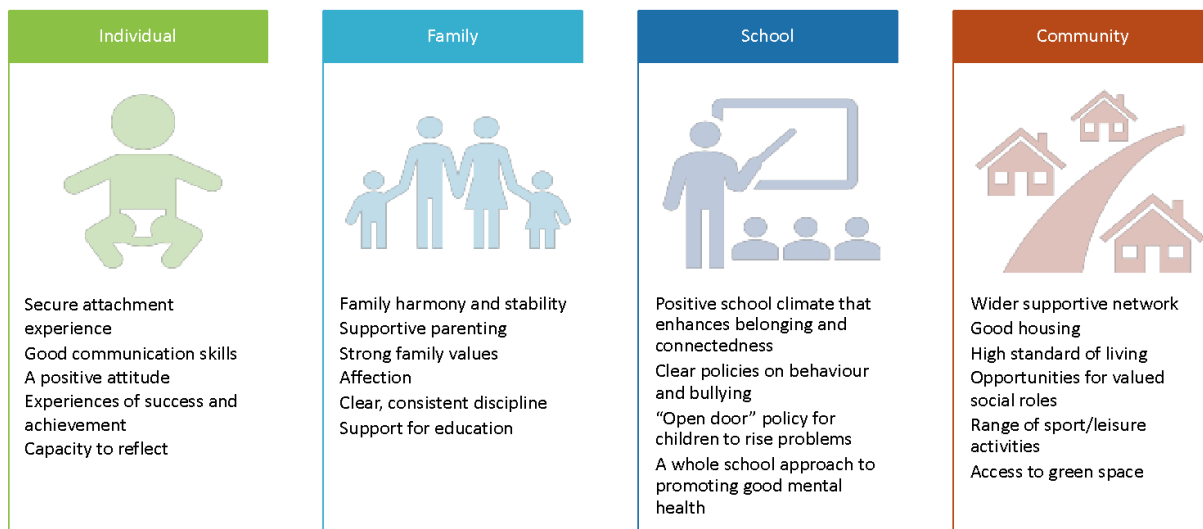 Individual
Secure attachment
experience
Good communication skills
A positive attitude
Experiences of success and
achievement
Capacity to reflect
Family
Family harmony and stability
Supportive parenting
Strong family values
Affection
Clear, consistent discipline
Support for education
School
Positive school climate that
enhances belonging and
connectedness
Clear policies on behaviour
and bullying
“Open door” policy for
children to rise problems
A whole school approach to
promoting good mental
health
Community
Wider supportive network
Good housing
High standard of living
Opportunities for valued
social roles
Range of sport/leisure
activities
Access to green space